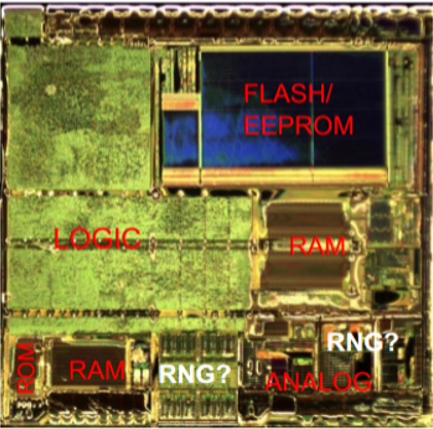 FLASH/
EEPROM
LOGIC
RAM
RNG?
ROM
RAM
RNG?
ANALOG